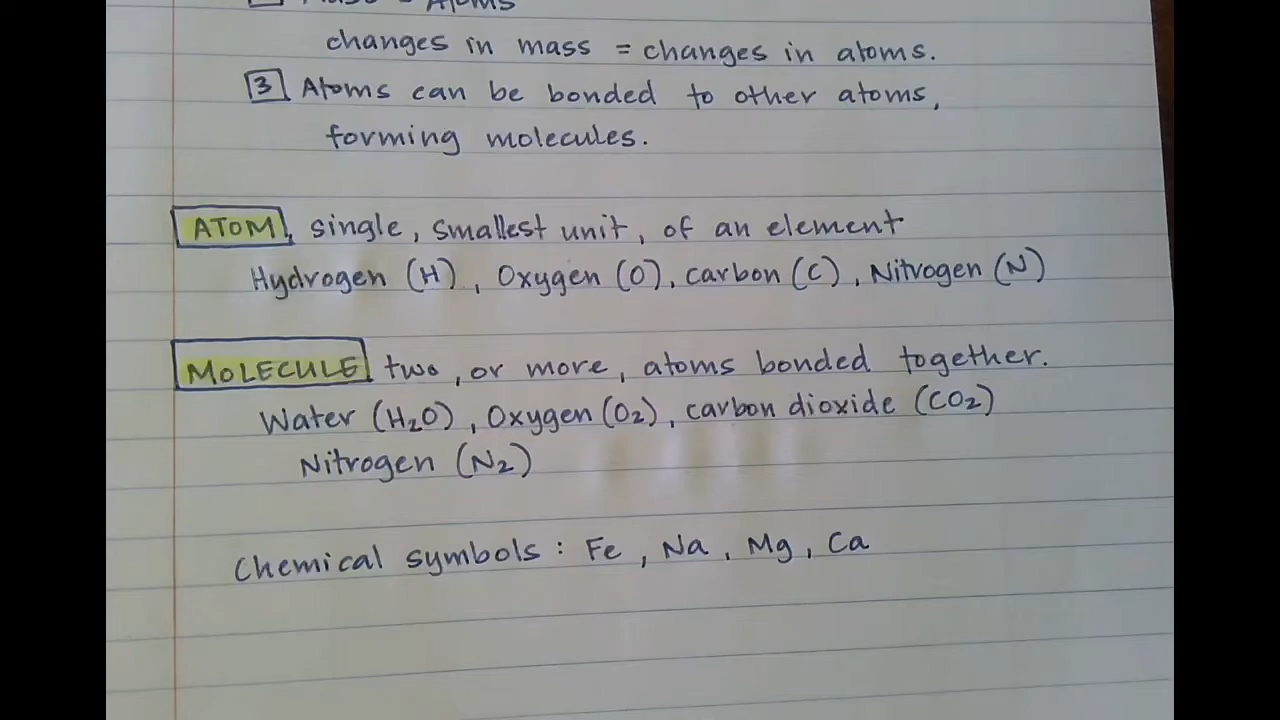 Mass = Atoms
changes in mass = changes in atoms.
3 Atoms can be bonded to other atoms,
forming molecules.
ATOM, single, smallest unit, of an element
Hydrogen (H), Oxygen (O), carbon (C), Nitrogen (N)
MOLECULE two, or more, atoms bonded together.
Water (H₂O), Oxygen (O₂), carbon dioxide (CO₂)
Nitrogen (N₂)
Chemical symbols: Fe, Na, Mg, Ca